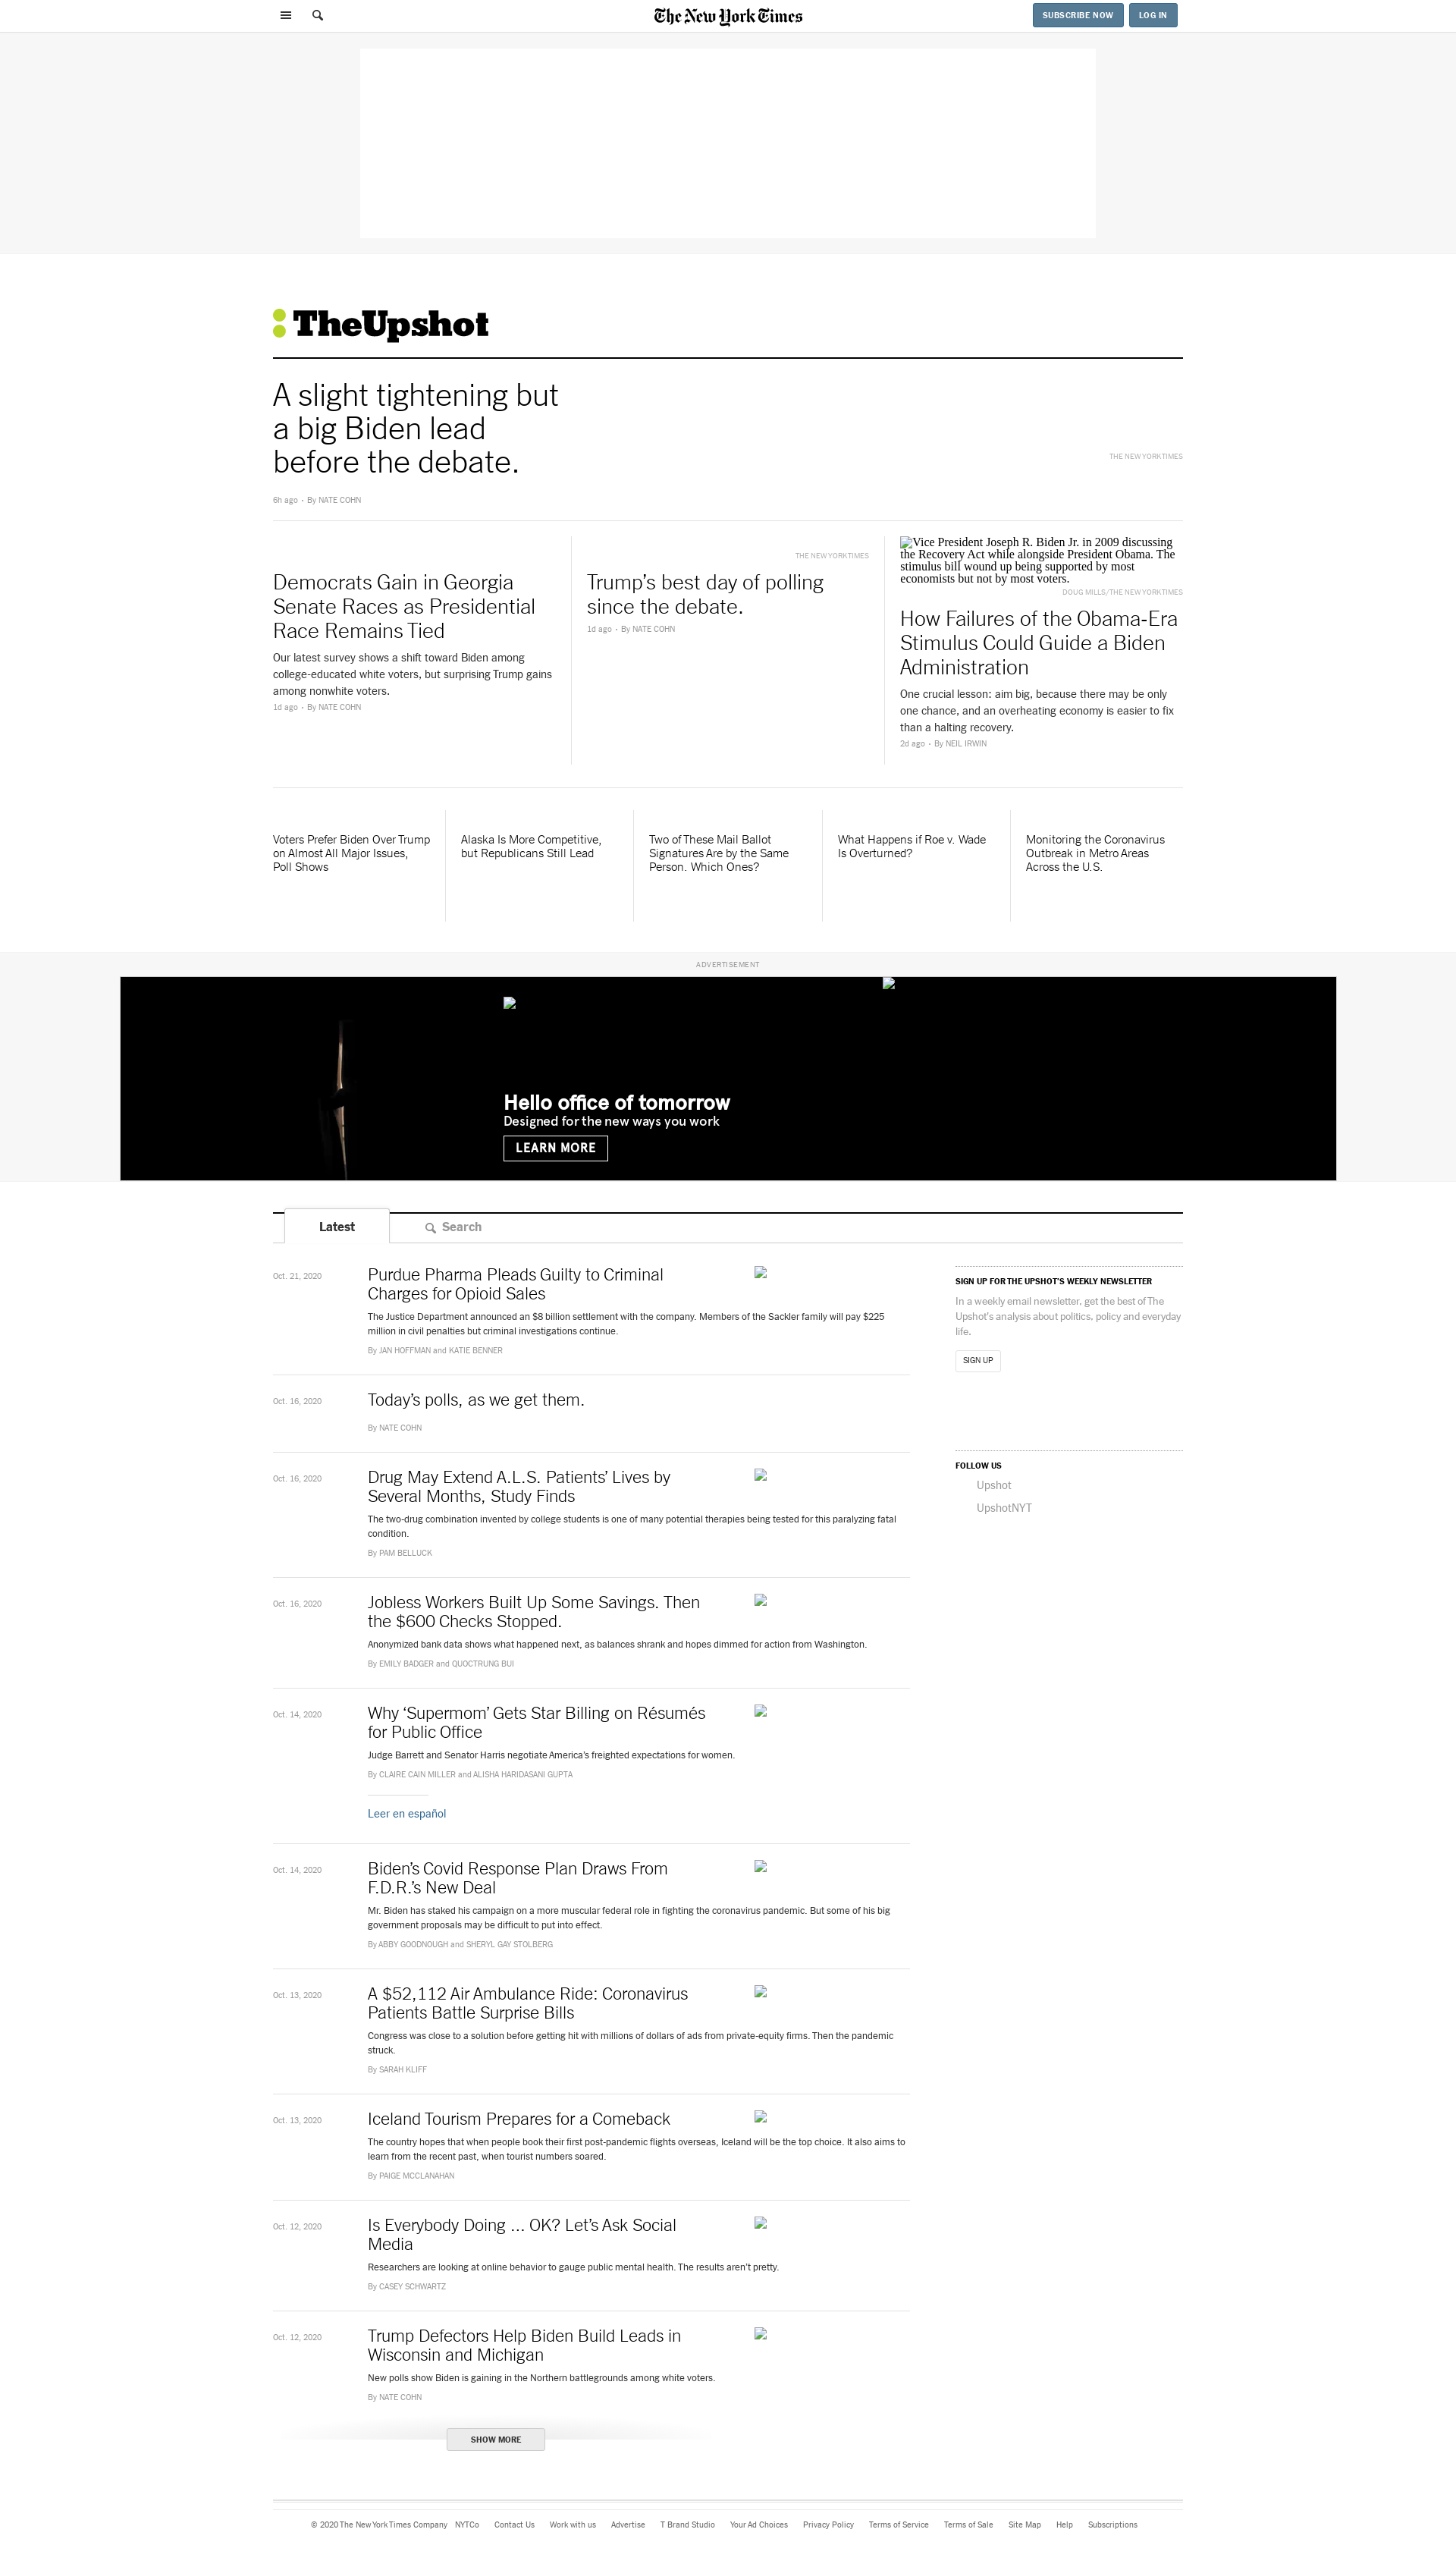 The New York Times
SUBSCRIBE NOW
LOG IN
TheUpshot
A slight tightening but
a big Biden lead
before the debate.
THE NEW YORK TIMES
6h ago • By NATE COHN
Democrats Gain in Georgia
Senate Races as Presidential
Race Remains Tied
Our latest survey shows a shift toward Biden among
college-educated white voters, but surprising Trump gains
among nonwhite voters.
1d ago • By NATE COHN
THE NEW YORK TIMES
Trump’s best day of polling
since the debate.
1d ago • By NATE COHN
Vice President Joseph R. Biden Jr. in 2009 discussing
the Recovery Act while alongside President Obama. The
stimulus bill wound up being supported by most
economists but not by most voters.
DOUG MILLS/THE NEW YORK TIMES
How Failures of the Obama-Era
Stimulus Could Guide a Biden
Administration
One crucial lesson: aim big, because there may be only
one chance, and an overheating economy is easier to fix
than a halting recovery.
2d ago • By NEIL IRWIN
Voters Prefer Biden Over Trump
on Almost All Major Issues,
Poll Shows
Alaska Is More Competitive,
but Republicans Still Lead
Two of These Mail Ballot
Signatures Are by the Same
Person. Which Ones?
What Happens if Roe v. Wade
Is Overturned?
Monitoring the Coronavirus
Outbreak in Metro Areas
Across the U.S.
ADVERTISEMENT
Hello office of tomorrow
Designed for the new ways you work
LEARN MORE
Latest
Search
Oct. 21, 2020
Purdue Pharma Pleads Guilty to Criminal
Charges for Opioid Sales
The Justice Department announced an $8 billion settlement with the company. Members of the Sackler family will pay $225
million in civil penalties but criminal investigations continue.
By JAN HOFFMAN and KATIE BENNER
Oct. 16, 2020
Today’s polls, as we get them.
By NATE COHN
Oct. 16, 2020
Drug May Extend A.L.S. Patients’ Lives by
Several Months, Study Finds
The two-drug combination invented by college students is one of many potential therapies being tested for this paralyzing fatal
condition.
By PAM BELLUCK
Oct. 16, 2020
Jobless Workers Built Up Some Savings. Then
the $600 Checks Stopped.
Anonymized bank data shows what happened next, as balances shrank and hopes dimmed for action from Washington.
By EMILY BADGER and QUOCTRUNG BUI
Oct. 14, 2020
Why ‘Supermom’ Gets Star Billing on Résumés
for Public Office
Judge Barrett and Senator Harris negotiate America’s freighted expectations for women.
By CLAIRE CAIN MILLER and ALISHA HARIDASANI GUPTA
Leer en español
Oct. 14, 2020
Biden’s Covid Response Plan Draws From
F.D.R.’s New Deal
Mr. Biden has staked his campaign on a more muscular federal role in fighting the coronavirus pandemic. But some of his big
government proposals may be difficult to put into effect.
By ABBY GOODNOUGH and SHERYL GAY STOLBERG
Oct. 13, 2020
A $52,112 Air Ambulance Ride: Coronavirus
Patients Battle Surprise Bills
Congress was close to a solution before getting hit with millions of dollars of ads from private-equity firms. Then the pandemic
struck.
By SARAH KLIFF
Oct. 13, 2020
Iceland Tourism Prepares for a Comeback
The country hopes that when people book their first post-pandemic flights overseas, Iceland will be the top choice. It also aims to
learn from the recent past, when tourist numbers soared.
By PAIGE MCCLANAHAN
Oct. 12, 2020
Is Everybody Doing ... OK? Let’s Ask Social
Media
Researchers are looking at online behavior to gauge public mental health. The results aren’t pretty.
By CASEY SCHWARTZ
Oct. 12, 2020
Trump Defectors Help Biden Build Leads in
Wisconsin and Michigan
New polls show Biden is gaining in the Northern battlegrounds among white voters.
By NATE COHN
SHOW MORE
SIGN UP FOR THE UPSHOT’S WEEKLY NEWSLETTER
In a weekly email newsletter, get the best of The
Upshot’s analysis about politics, policy and everyday
life.
SIGN UP
FOLLOW US
Upshot
UpshotNYT
© 2020 The New York Times Company NYTCo Contact Us Work with us Advertise T Brand Studio Your Ad Choices Privacy Policy Terms of Service Terms of Sale Site Map Help Subscriptions